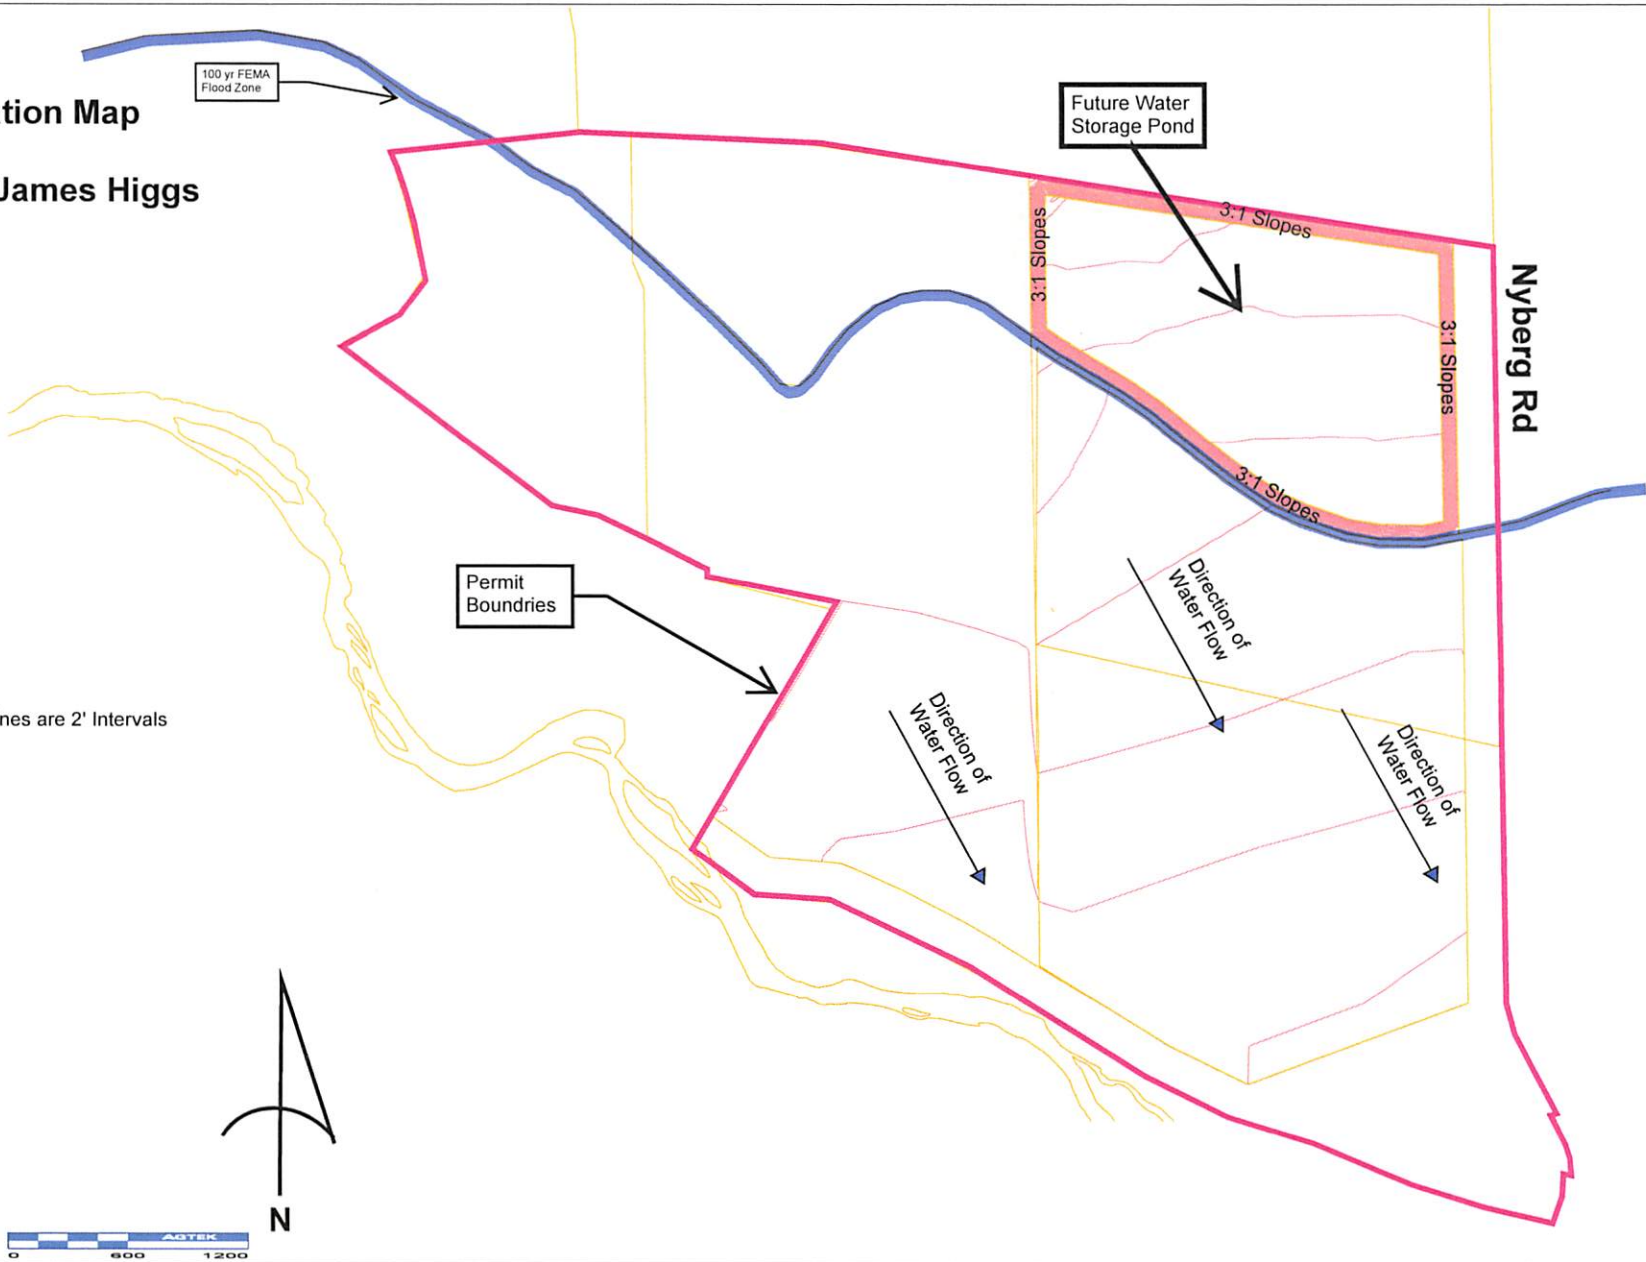 tion Map
James Higgs
100 yr FEMA
Flood Zone
Future Water
Storage Pond
3:1 Slopes
3:1 Slopes
3:1 Slopes
3:1 Slopes
Nyberg Rd
Permit
Boundries
Direction of
Water Flow
Direction of
Water Flow
Direction of
Water Flow
nes are 2' Intervals
N
AGTEK
0 600 1200